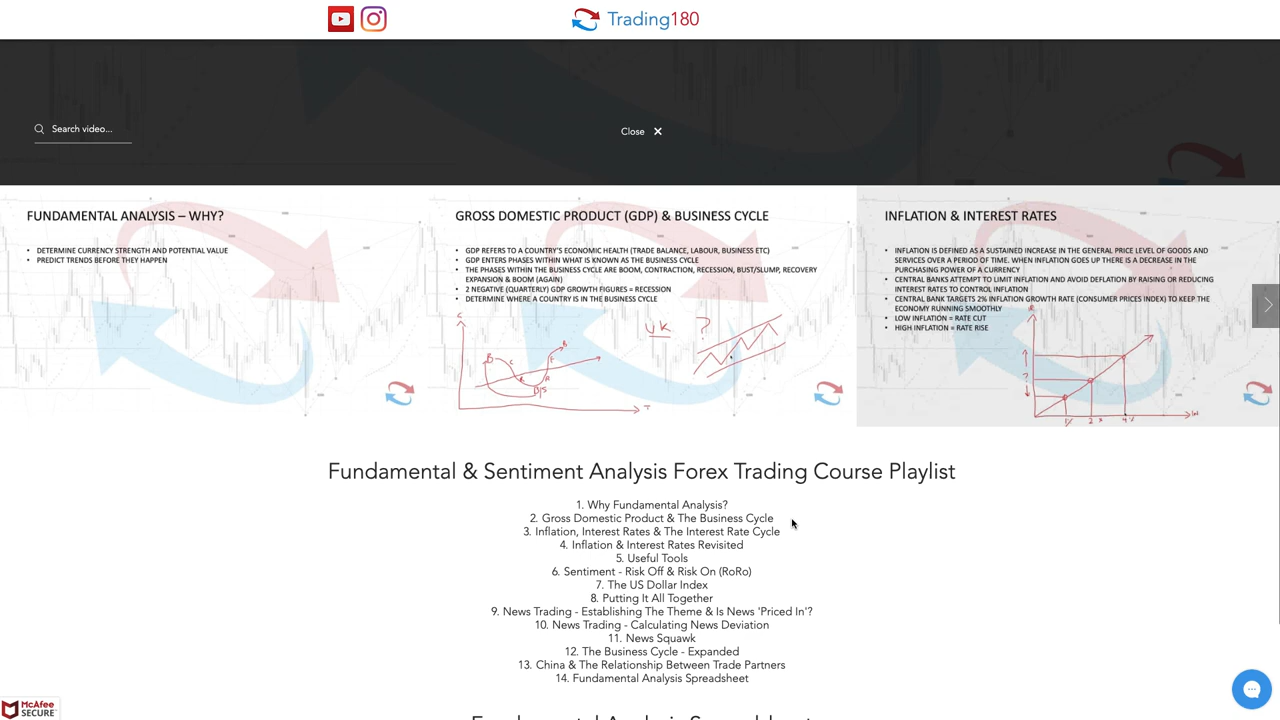 Trading180
Search video...
Close ✕
FUNDAMENTAL ANALYSIS – WHY?
• DETERMINE CURRENCY STRENGTH AND POTENTIAL VALUE
• PREDICT TRENDS BEFORE THEY HAPPEN
GROSS DOMESTIC PRODUCT (GDP) & BUSINESS CYCLE
• GDP REFERS TO A COUNTRY'S ECONOMIC HEALTH (TRADE BALANCE, LABOUR, BUSINESS ETC)
• GDP ENTERS PHASES WITHIN WHAT IS KNOWN AS THE BUSINESS CYCLE
• THE PHASES WITHIN THE BUSINESS CYCLE ARE BOOM, CONTRACTION, RECESSION, BUST/SLUMP, RECOVERY
EXPANSION & BOOM (AGAIN)
• 2 NEGATIVE (QUARTERLY) GDP GROWTH FIGURES = RECESSION
• DETERMINE WHERE A COUNTRY IS IN THE BUSINESS CYCLE
UK ?
INFLATION & INTEREST RATES
• INFLATION IS DEFINED AS A SUSTAINED INCREASE IN THE GENERAL PRICE LEVEL OF GOODS AND
SERVICES OVER A PERIOD OF TIME. WHEN INFLATION GOES UP THERE IS A DECREASE IN THE
PURCHASING POWER OF A CURRENCY
• CENTRAL BANKS ATTEMPT TO LIMIT INFLATION AND AVOID DEFLATION BY RAISING OR REDUCING
INTEREST RATES TO CONTROL INFLATION
• CENTRAL BANK TARGETS 2% INFLATION GROWTH RATE (CONSUMER PRICES INDEX) TO KEEP THE
ECONOMY RUNNING SMOOTHLY
• LOW INFLATION = RATE CUT
• HIGH INFLATION = RATE RISE
Fundamental & Sentiment Analysis Forex Trading Course Playlist
1. Why Fundamental Analysis?
2. Gross Domestic Product & The Business Cycle
3. Inflation, Interest Rates & The Interest Rate Cycle
4. Inflation & Interest Rates Revisited
5. Useful Tools
6. Sentiment - Risk Off & Risk On (RoRo)
7. The US Dollar Index
8. Putting It All Together
9. News Trading - Establishing The Theme & Is News 'Priced In'?
10. News Trading - Calculating News Deviation
11. News Squawk
12. The Business Cycle - Expanded
13. China & The Relationship Between Trade Partners
14. Fundamental Analysis Spreadsheet
Fundamental Analysis Spreadsheet
McAfee
SECURE